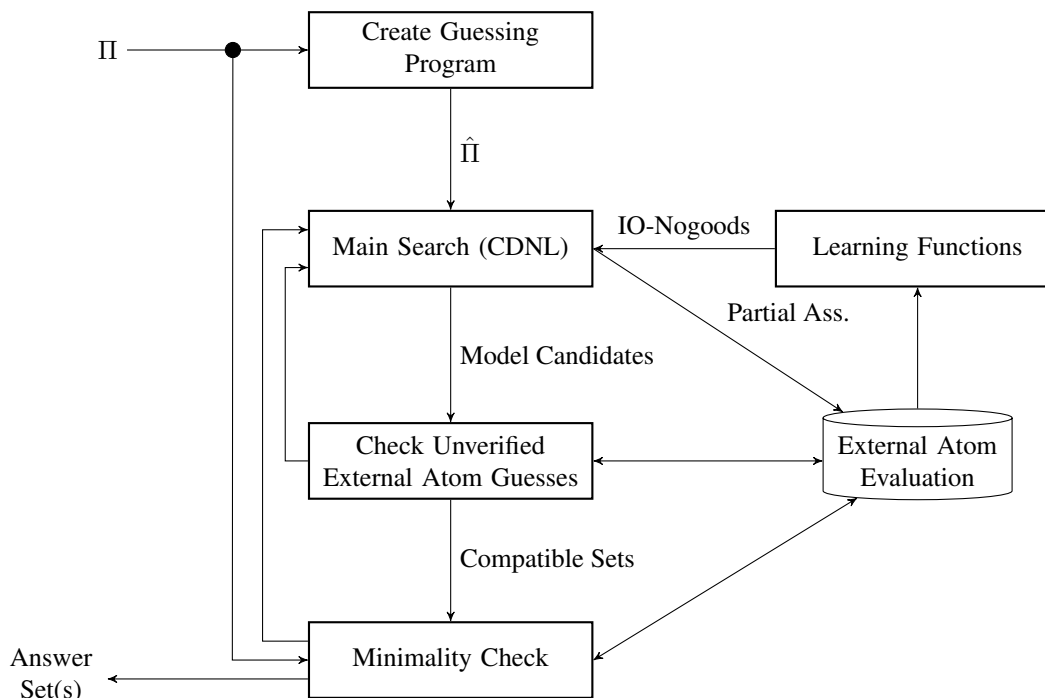 Π
Create Guessing
Program
Π̂
IO-Nogoods
Main Search (CDNL)
Learning Functions
Partial Ass.
Model Candidates
Check Unverified
External Atom Guesses
External Atom
Evaluation
Compatible Sets
Minimality Check
Answer
Set(s)